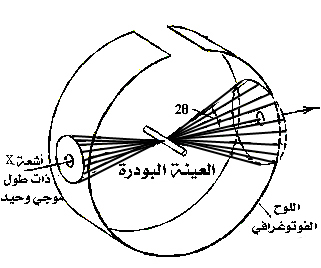 2θ
أشعة X
ذات طول
موجي وحيد
العينة البودرة
اللوح
الفوتوغرافي